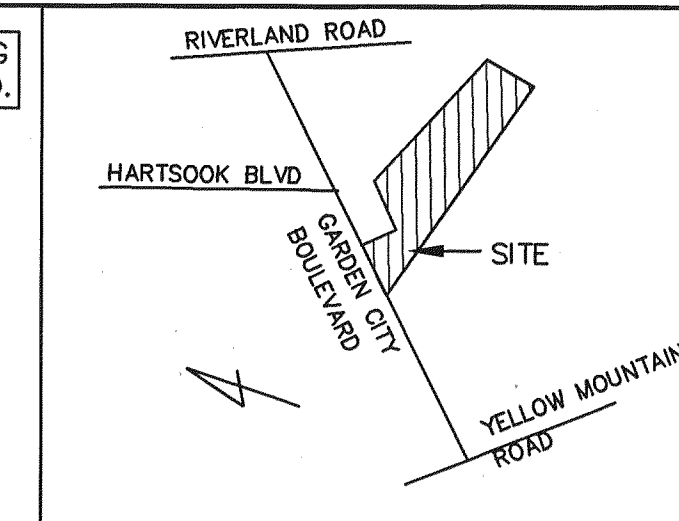 G
.
RIVERLAND ROAD
HARTSOOK BLVD
GARDEN CITY
BOULEVARD
SITE
YELLOW MOUNTAIN
ROAD